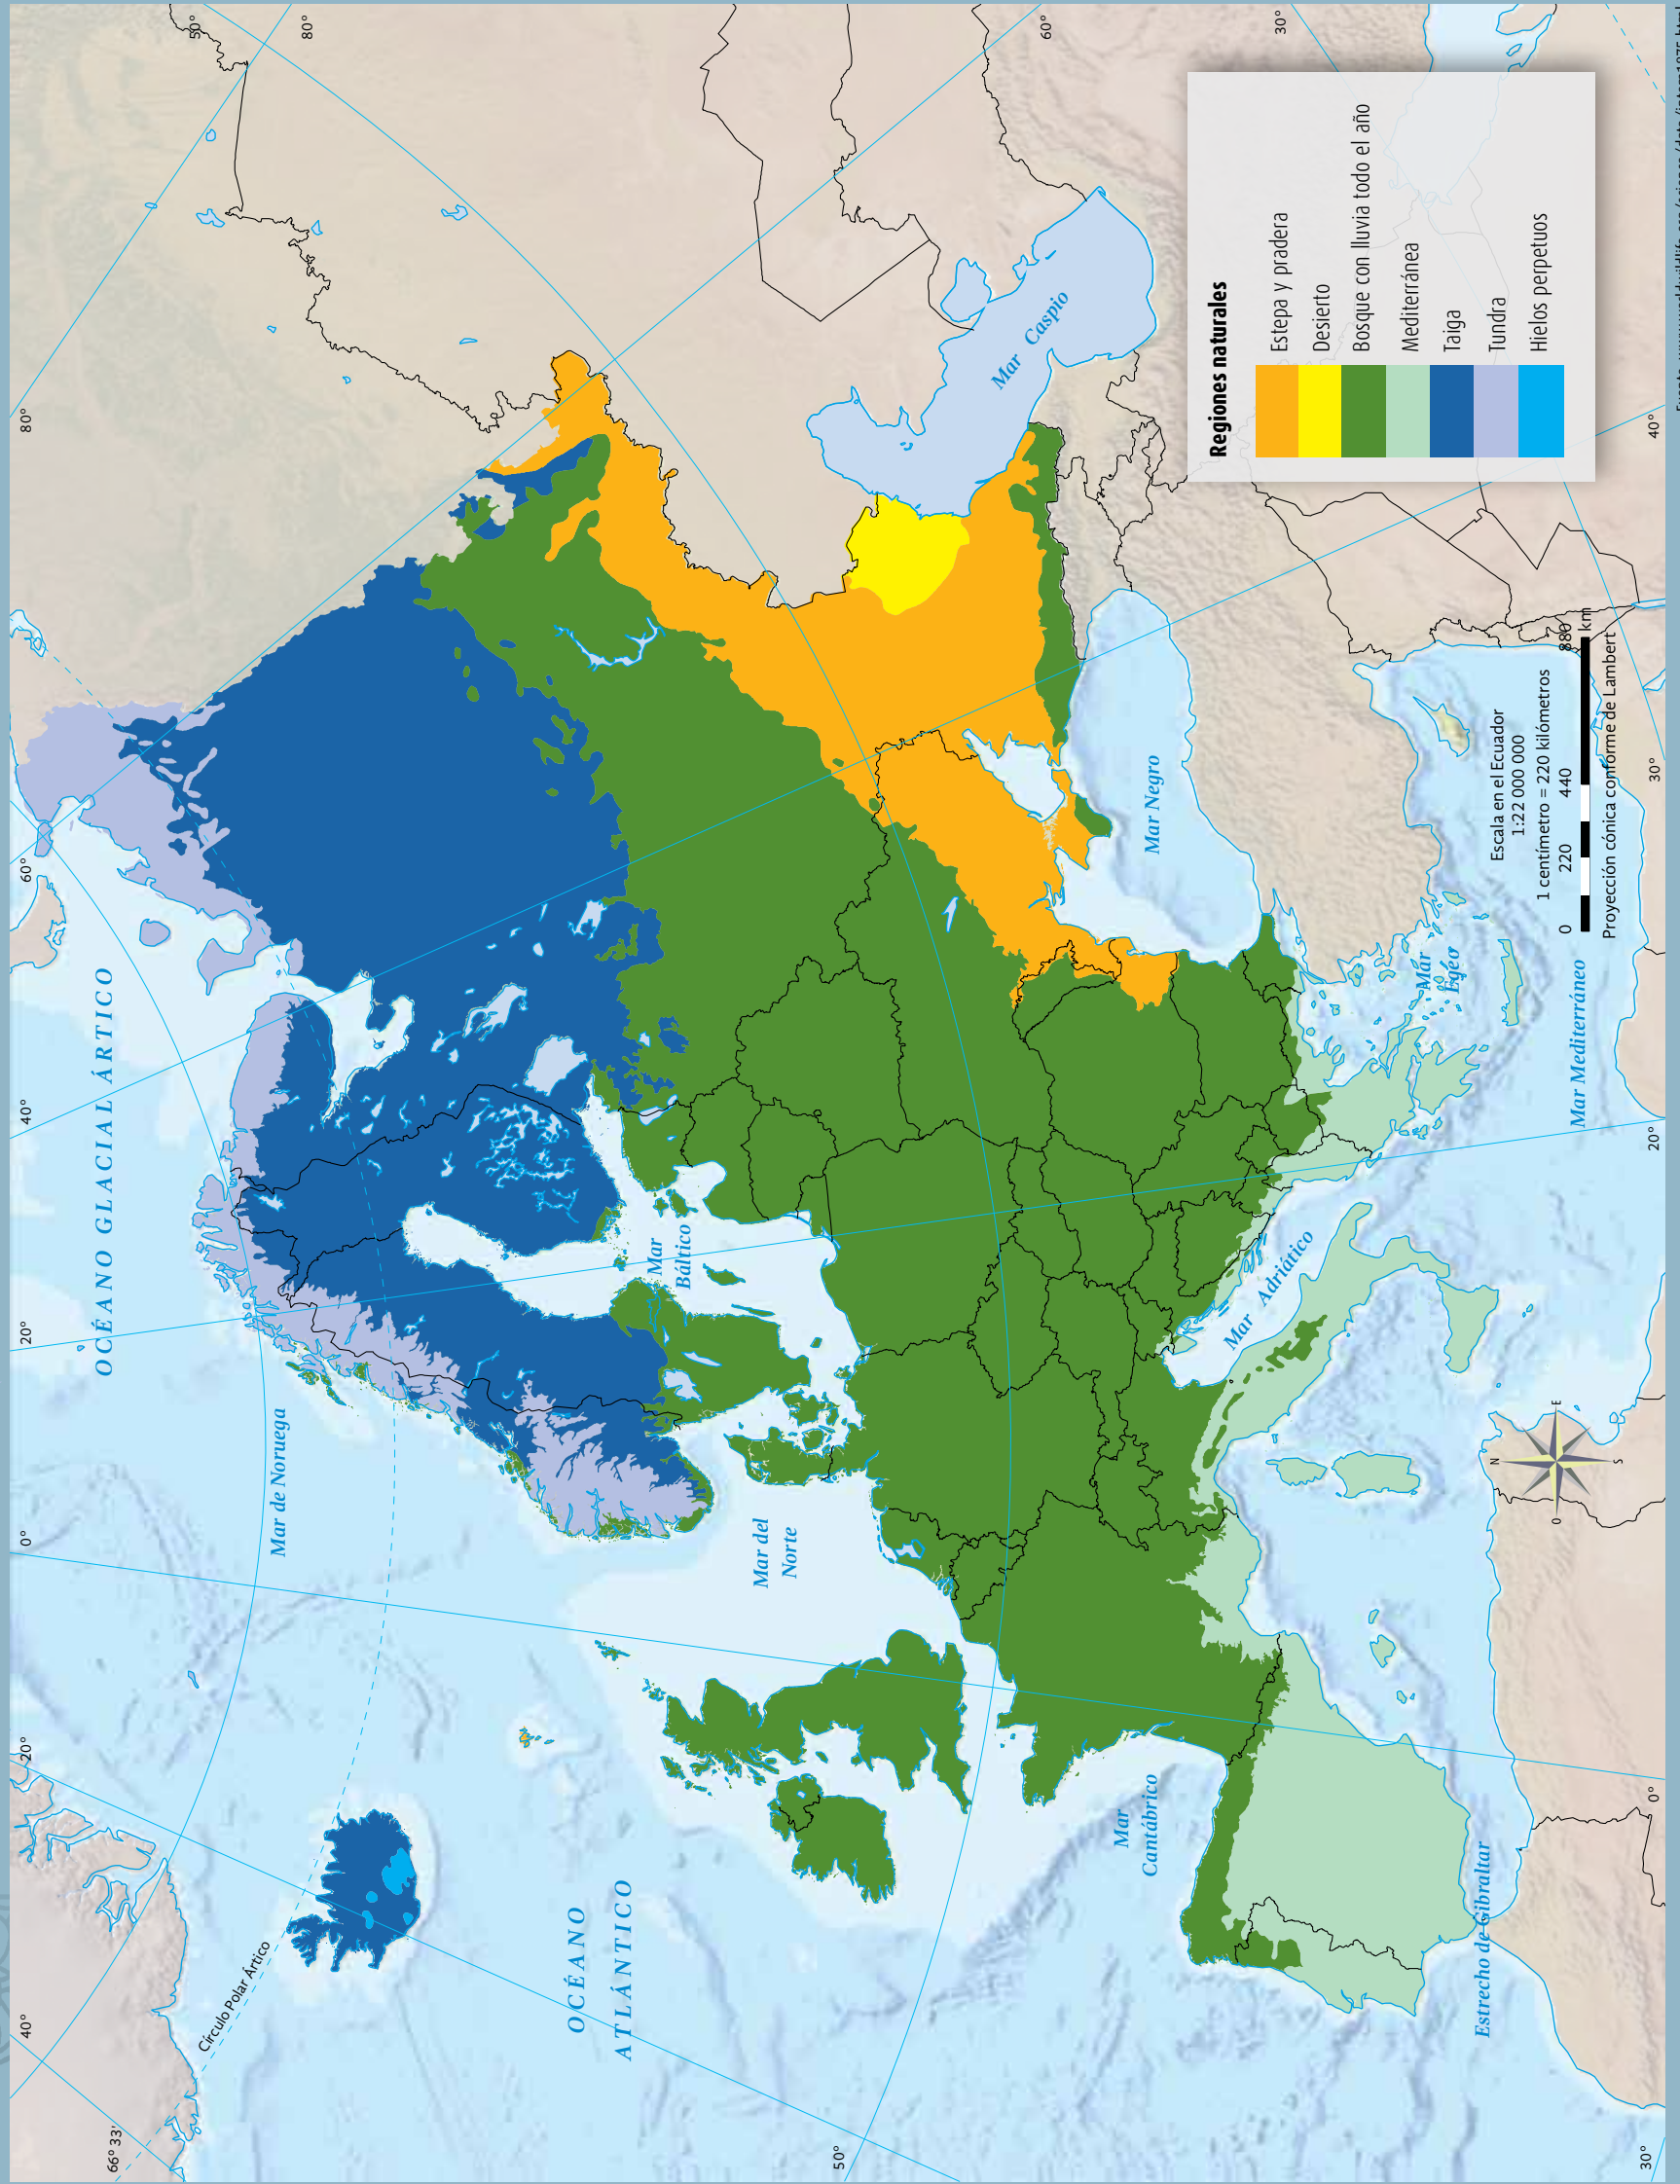 OCÉANO GLACIAL ÁRTICO
Mar de Noruega
Círculo Polar Ártico
66° 33'
OCÉANO
ATLÁNTICO
Mar del
Norte
Mar
Báltico
Mar
Cantábrico
Estrecho de Gibraltar
Mar Adriático
Mar Mediterráneo
Mar
Egeo
Mar Negro
Mar Caspio
40°
20°
0°
20°
40°
60°
80°
50°
80°
60°
30°
40°
30°
20°
0°
30°
50°
N
S
E
O
Regiones naturales
Estepa y pradera
Desierto
Bosque con lluvia todo el año
Mediterránea
Taiga
Tundra
Hielos perpetuos
Escala en el Ecuador
1:22 000 000
1 centímetro = 220 kilómetros
0 220 440 880
km
Proyección cónica conforme de Lambert